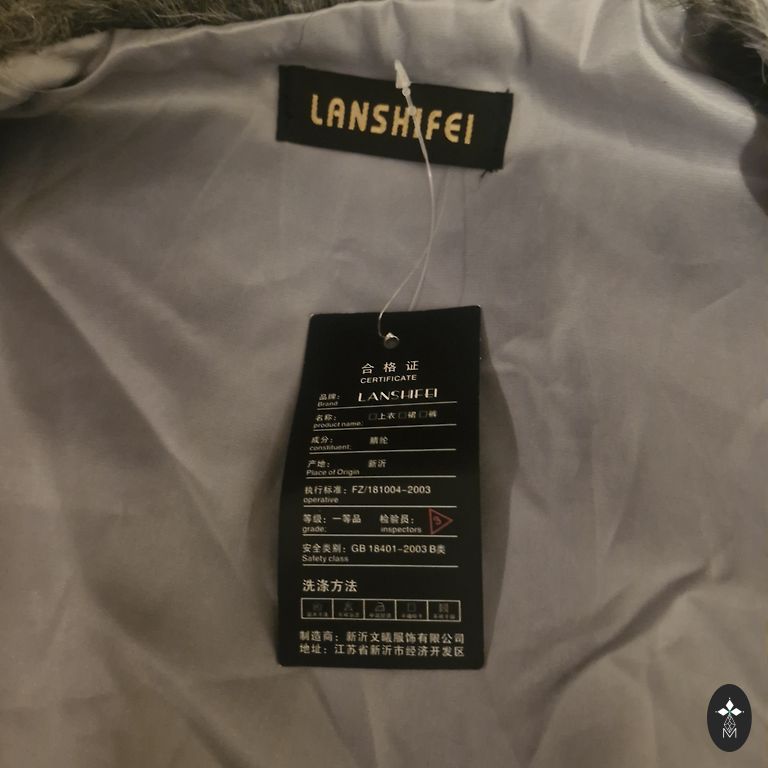 LANSHIFEI
合格证
CERTIFICATE
品牌: LANSHIFEI
Brand
名称: □上衣 □裙 □裤
product name:
成分: 腈纶
constituent:
产地: 新沂
Place of Origin
执行标准: FZ/181004-2003
operative
等级: 一等品 检验员:
grade: inspectors
安全类别: GB 18401-2003 B类
Safety class
洗涤方法
制造商: 新沂文曦服饰有限公司
地址: 江苏省新沂市经济开发区
M